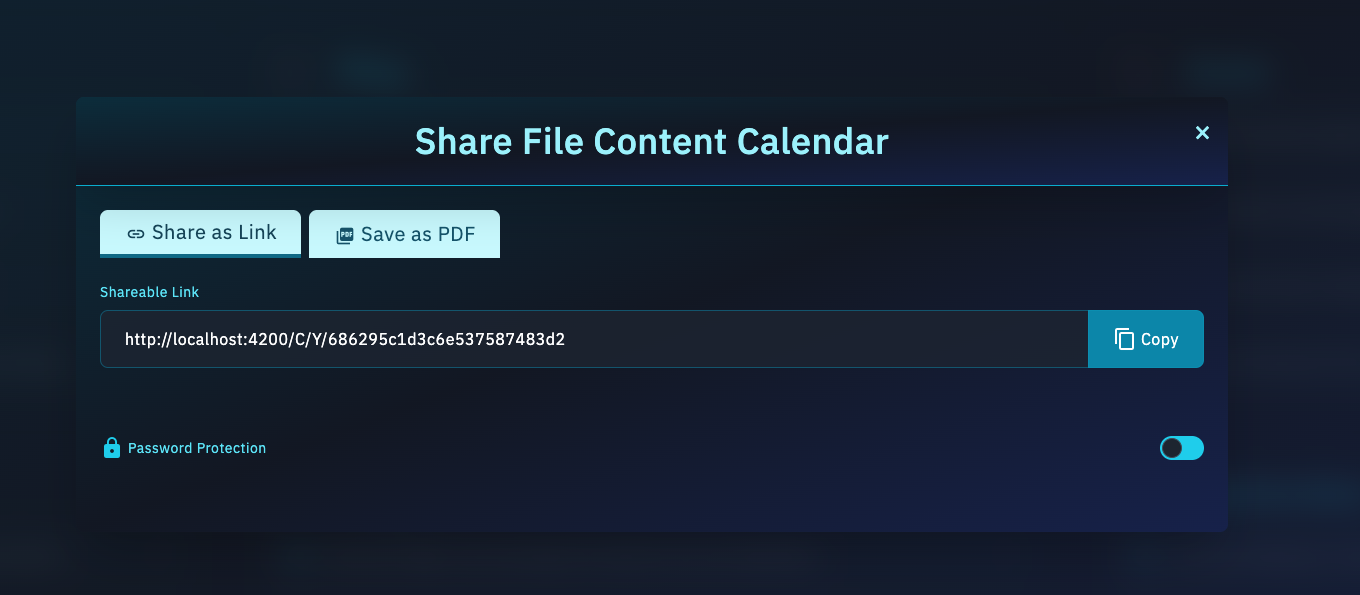 Share File Content Calendar
×
Share as Link
PDF Save as PDF
Shareable Link
http://localhost:4200/C/Y/686295c1d3c6e537587483d2
Copy
Password Protection